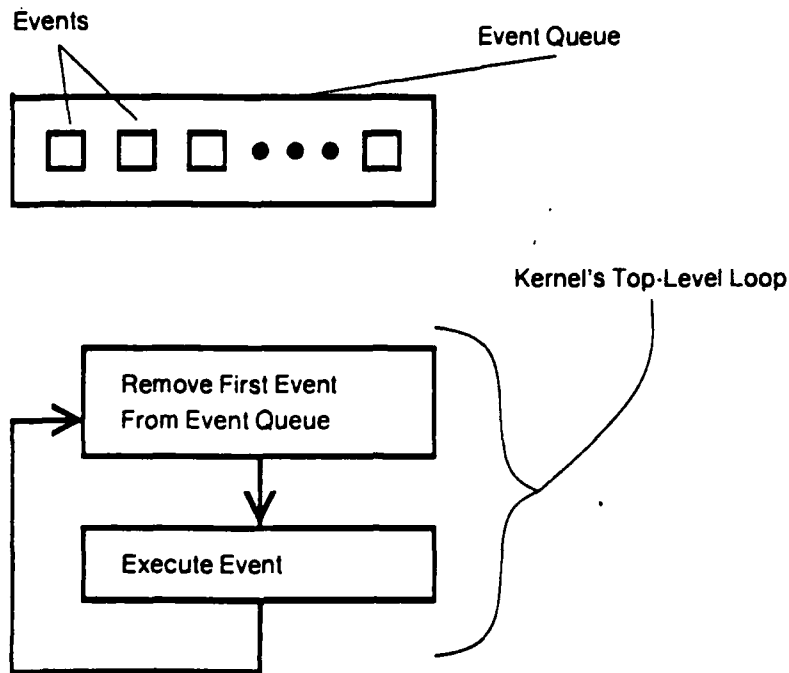 Events
Event Queue
Kernel's Top-Level Loop
Remove First Event
From Event Queue
Execute Event